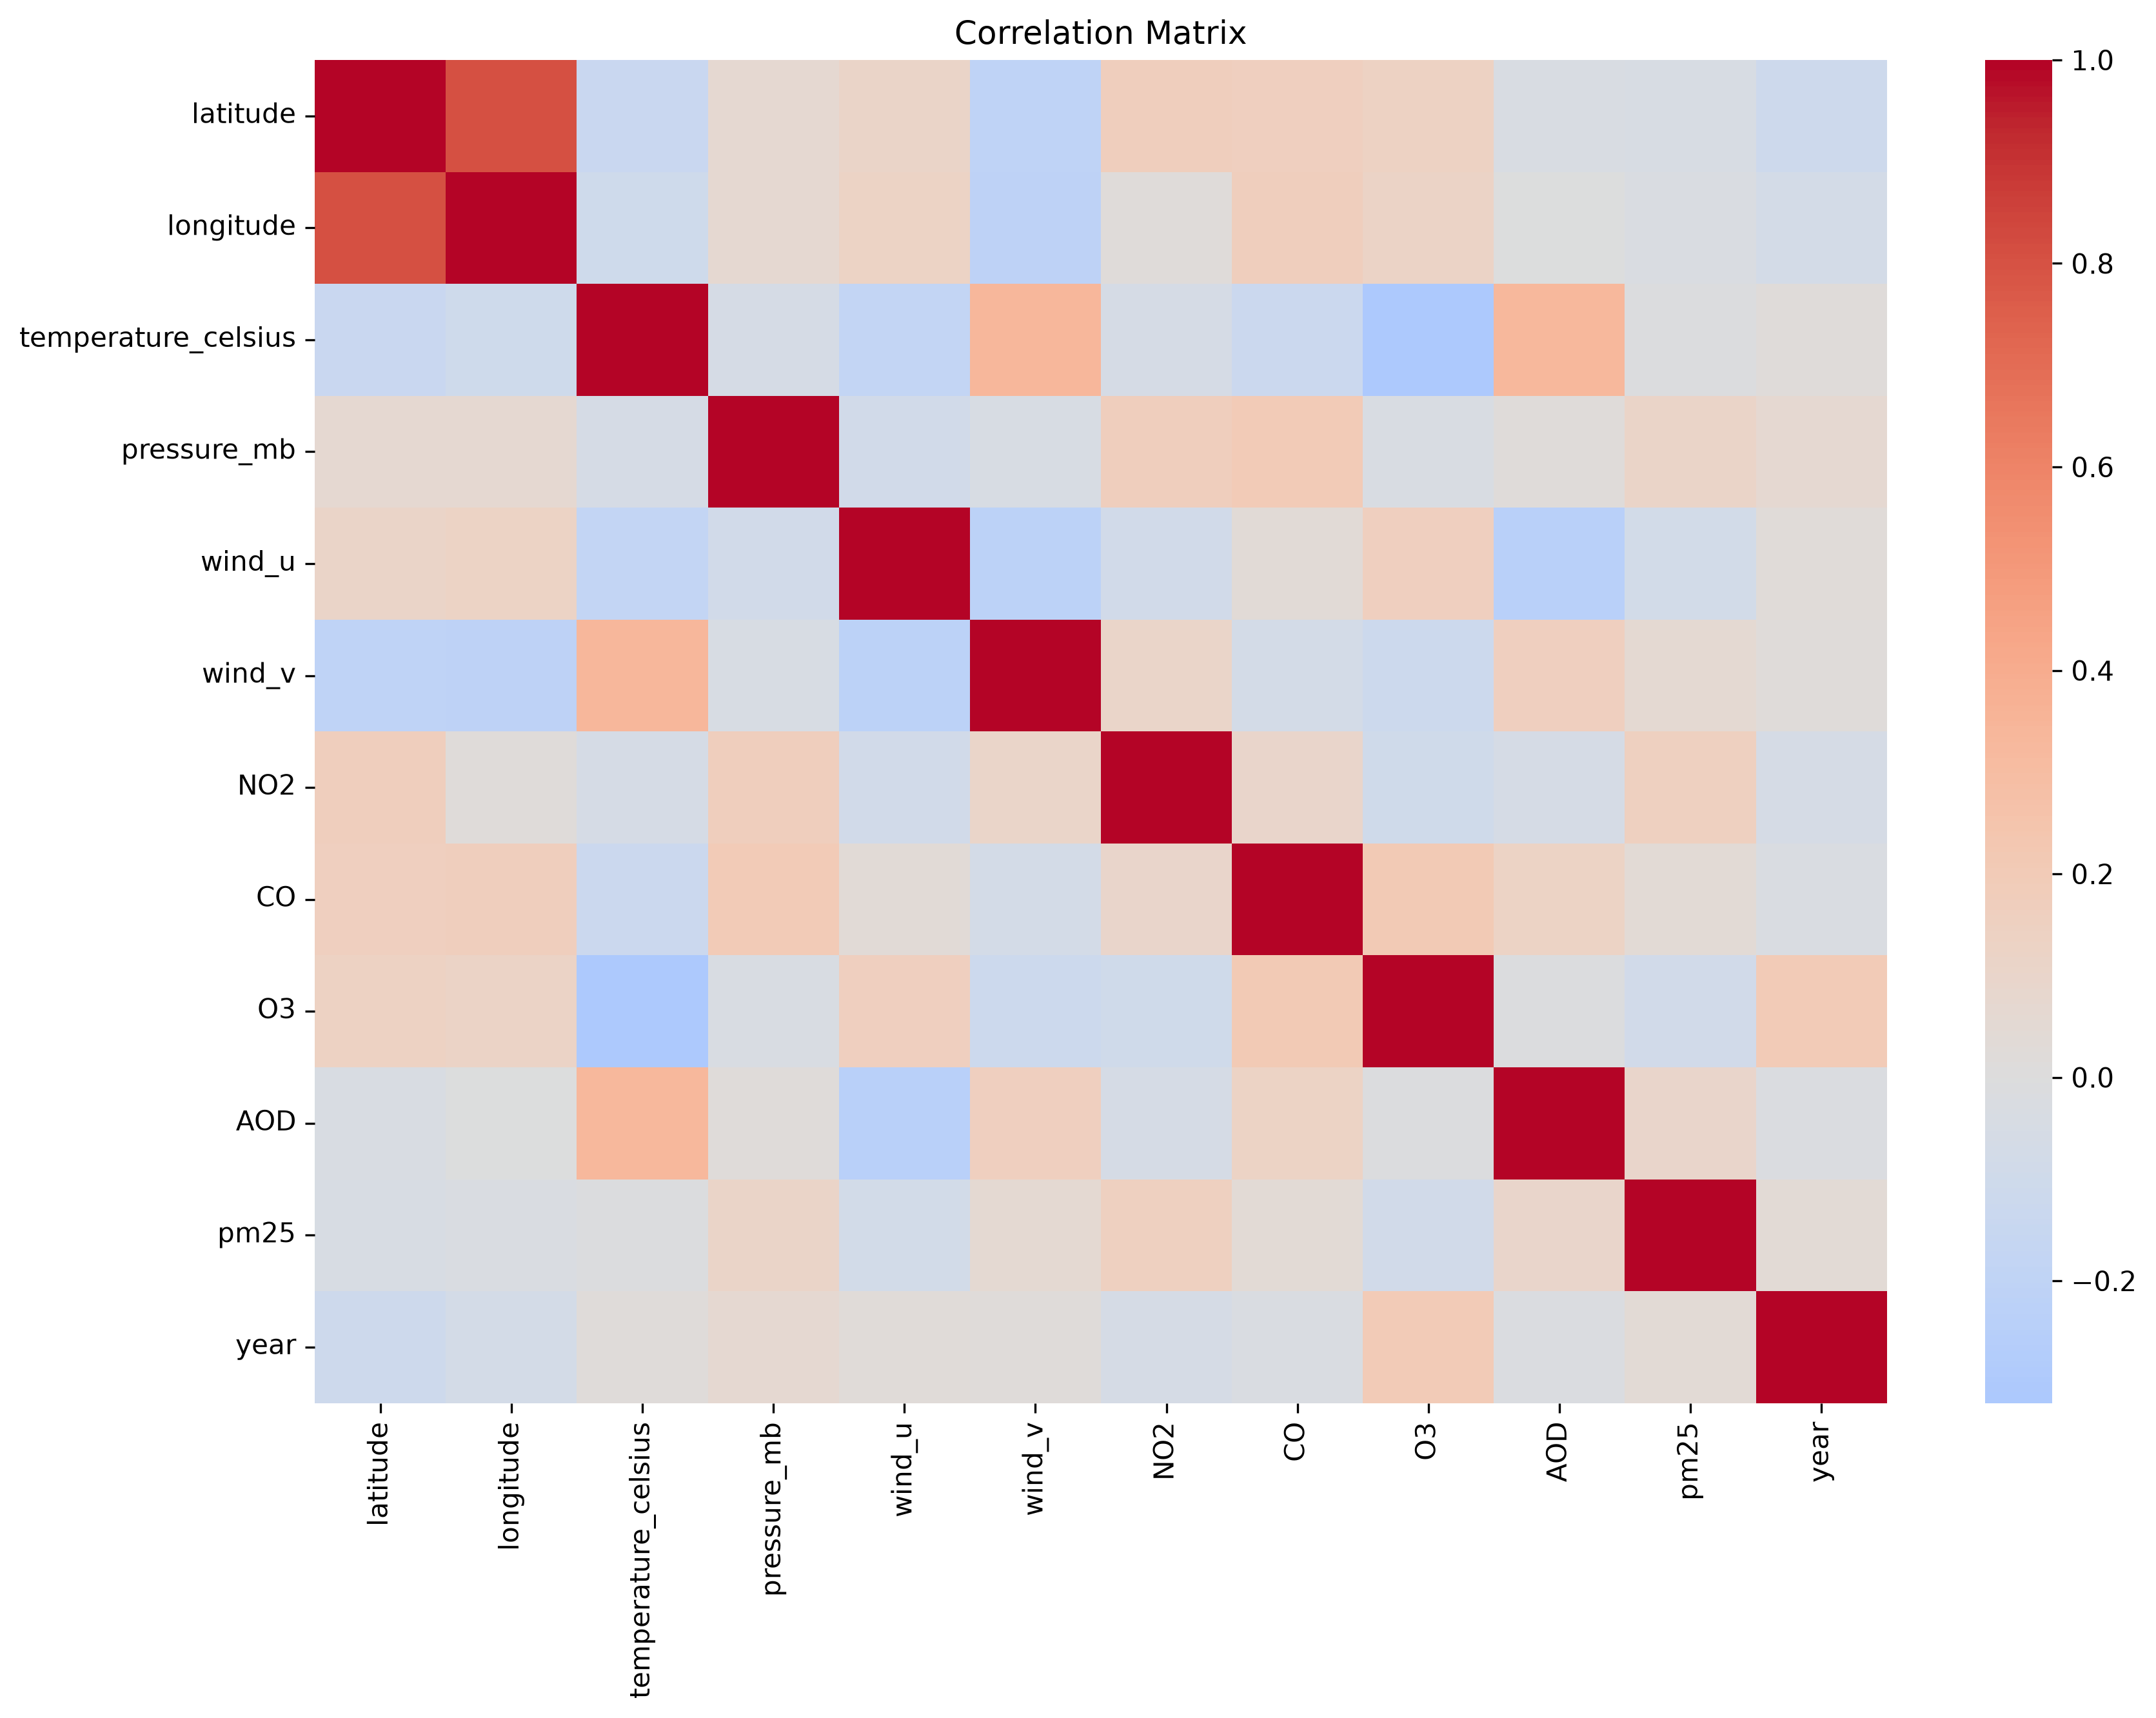 Correlation Matrix
latitude
longitude
temperature_celsius
pressure_mb
wind_u
wind_v
NO2
CO
O3
AOD
pm25
year
latitude
longitude
temperature_celsius
pressure_mb
wind_u
wind_v
NO2
CO
O3
AOD
pm25
year
1.0
0.8
0.6
0.4
0.2
0.0
−0.2